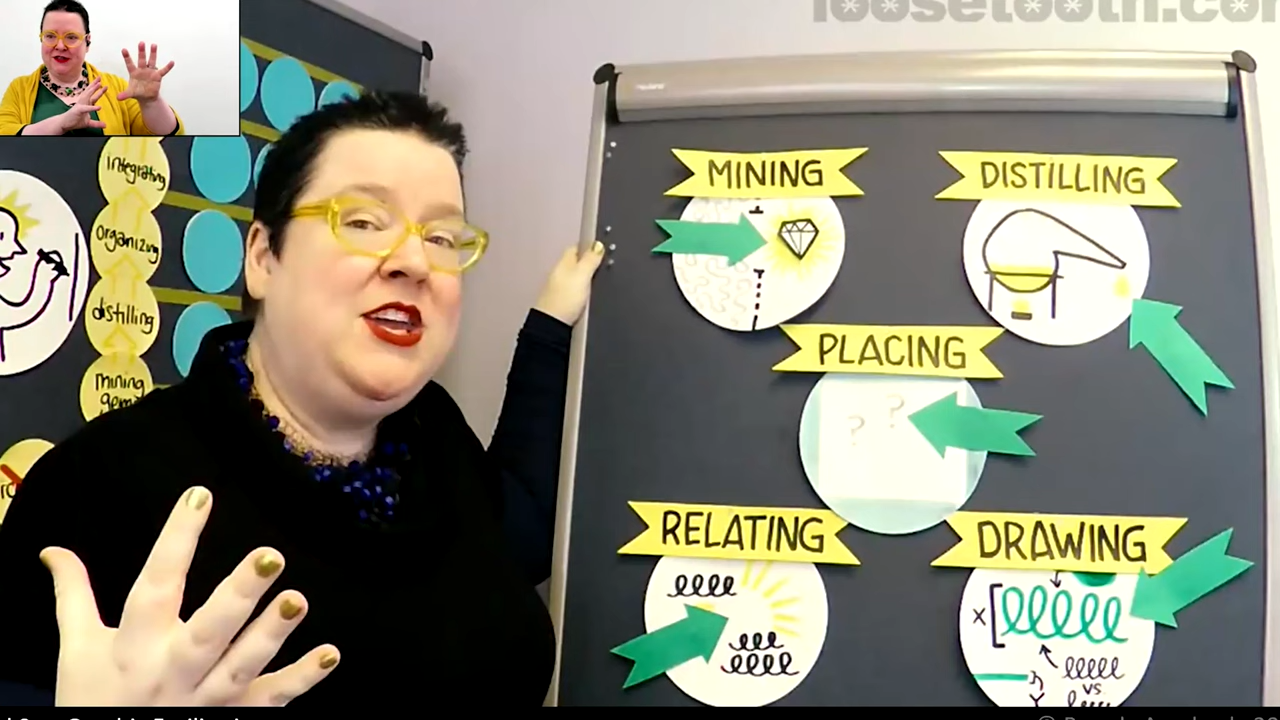 loosetooth.com
MINING
DISTILLING
PLACING
? ?
RELATING
DRAWING
x[
vs
Integrating
Organizing
distilling
mining